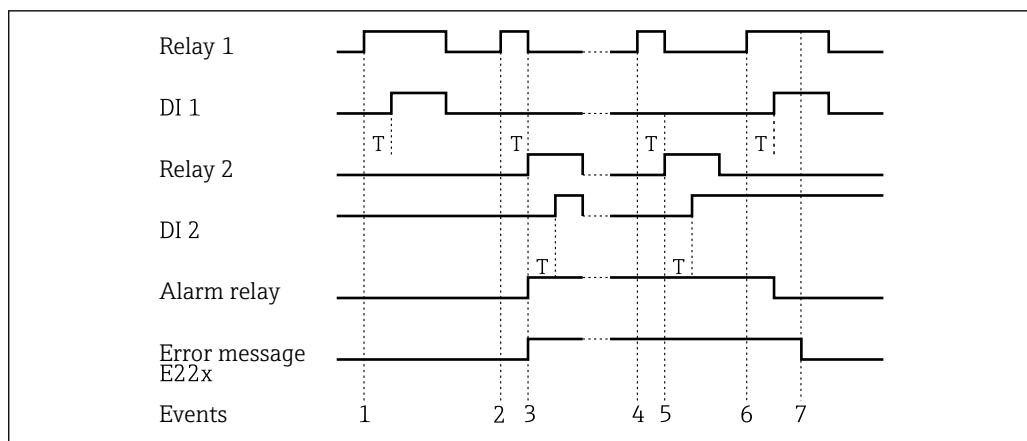 Relay 1
DI 1
T T T T
Relay 2
DI 2
T T
Alarm relay
Error message
E22x
Events 1 2 3 4 5 6 7